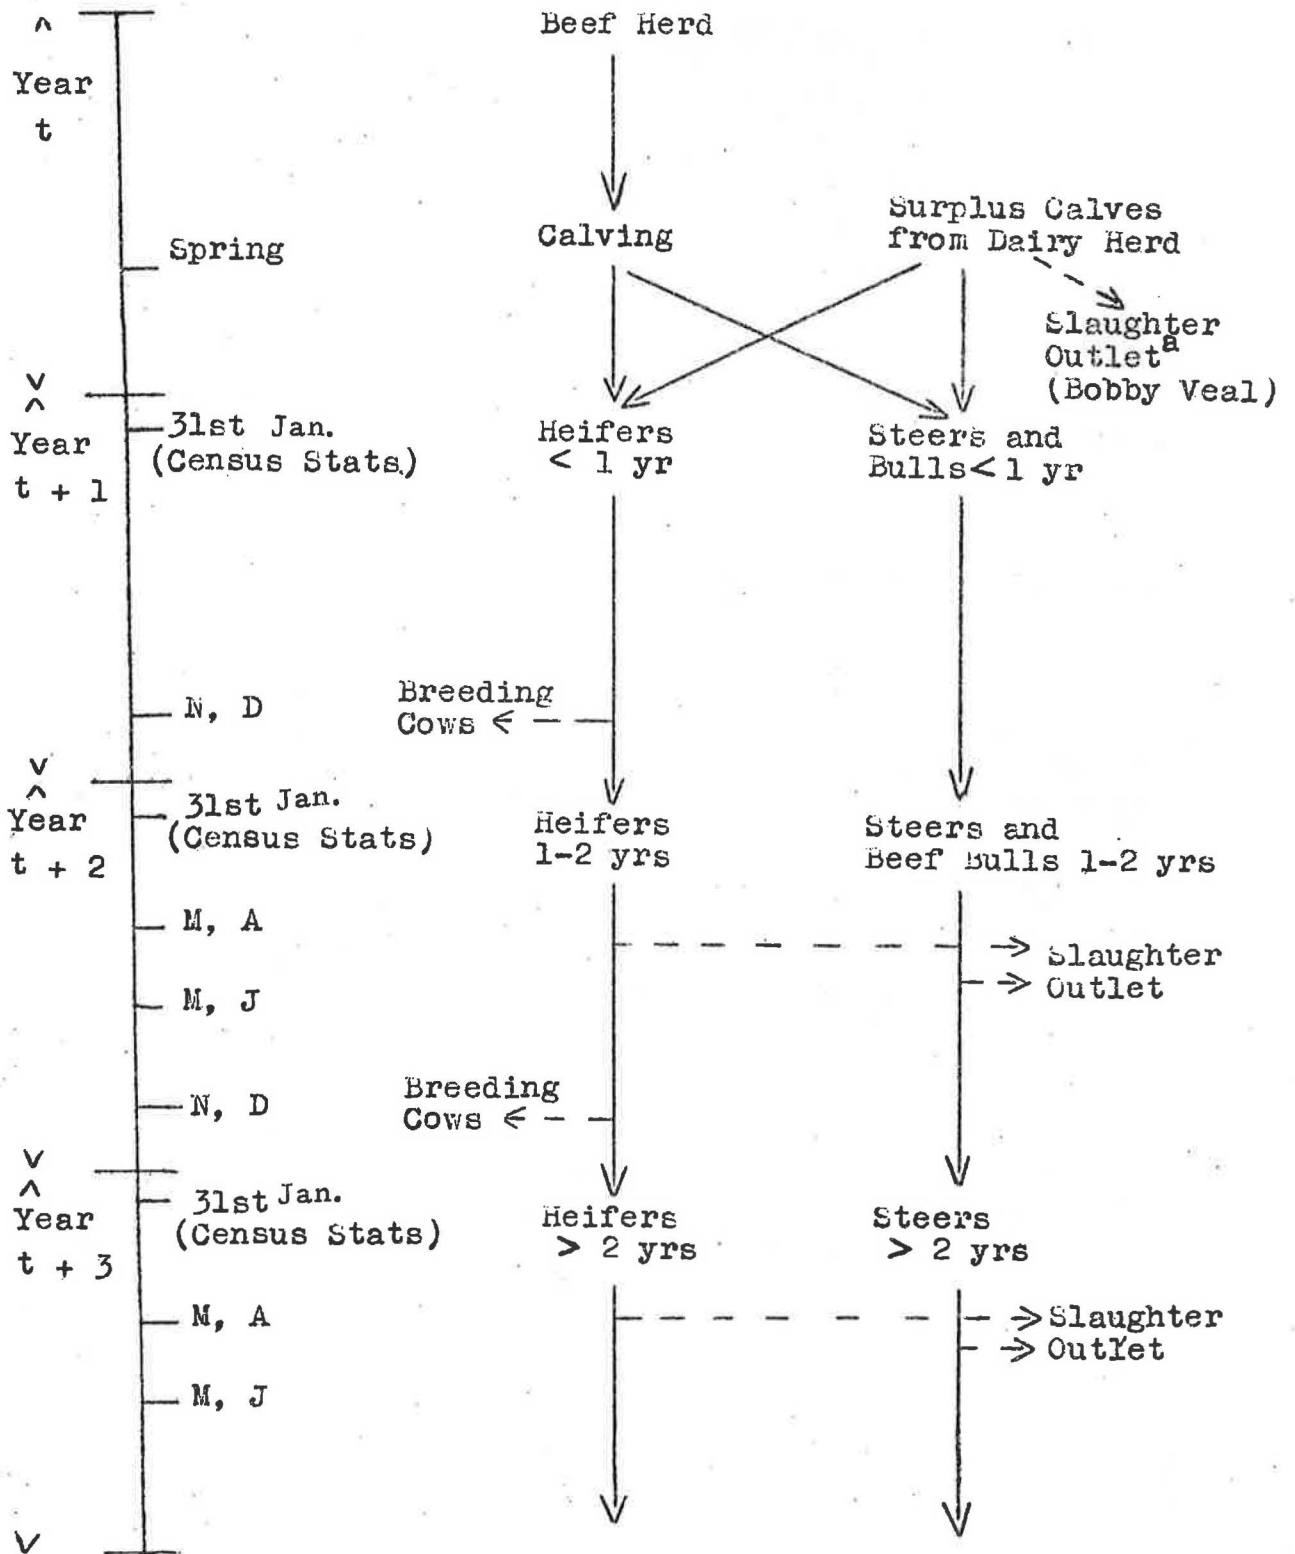 Beef Herd
Year
t
Spring
Calving
Surplus Calves
from Dairy Herd
Slaughter
Outlet a
(Bobby Veal)
Year
t + 1
31st Jan.
(Census Stats.)
Heifers
< 1 yr
Steers and
Bulls < 1 yr
N, D
Breeding
Cows
Year
t + 2
31st Jan.
(Census Stats)
Heifers
1-2 yrs
Steers and
Beef Bulls 1-2 yrs
M, A
M, J
Slaughter
Outlet
N, D
Breeding
Cows
Year
t + 3
31st Jan.
(Census Stats)
Heifers
> 2 yrs
Steers
> 2 yrs
M, A
M, J
Slaughter
Outlet